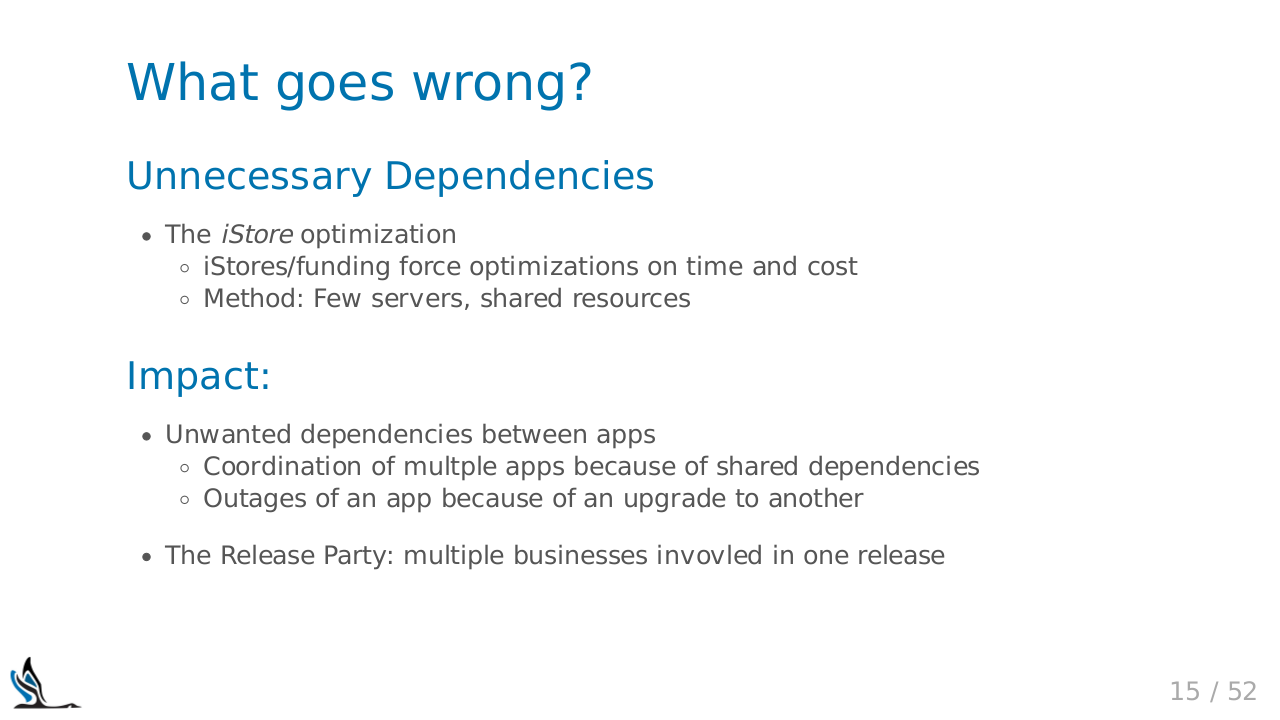 What goes wrong?
Unnecessary Dependencies
• The iStore optimization
◦ iStores/funding force optimizations on time and cost
◦ Method: Few servers, shared resources
Impact:
• Unwanted dependencies between apps
◦ Coordination of multple apps because of shared dependencies
◦ Outages of an app because of an upgrade to another
• The Release Party: multiple businesses invovled in one release
15 / 52